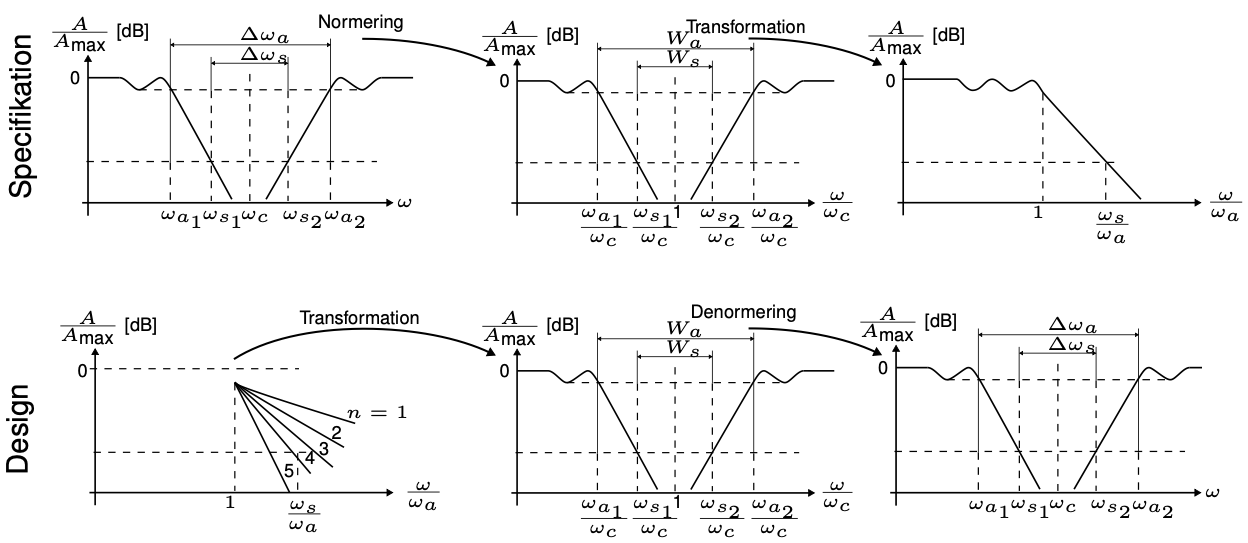 Specifikation
A/Amax [dB]
Normering
Δωa
Δωs
0
ωa1 ωs1 ωc ωs2 ωa2 ω
A/Amax [dB]
Transformation
Wa
Ws
0
ωa1/ωc ωs1/ωc 1 ωs2/ωc ωa2/ωc ω/ωc
A/Amax [dB]
0
1 ωs/ωa ω/ωa
Design
A/Amax [dB]
Transformation
0
n = 1
2
3
4
5
1 ωs/ωa ω/ωa
A/Amax [dB]
Denormering
Wa
Ws
0
ωa1/ωc ωs1/ωc 1 ωs2/ωc ωa2/ωc ω/ωc
A/Amax [dB]
Δωa
Δωs
0
ωa1 ωs1 ωc ωs2 ωa2 ω